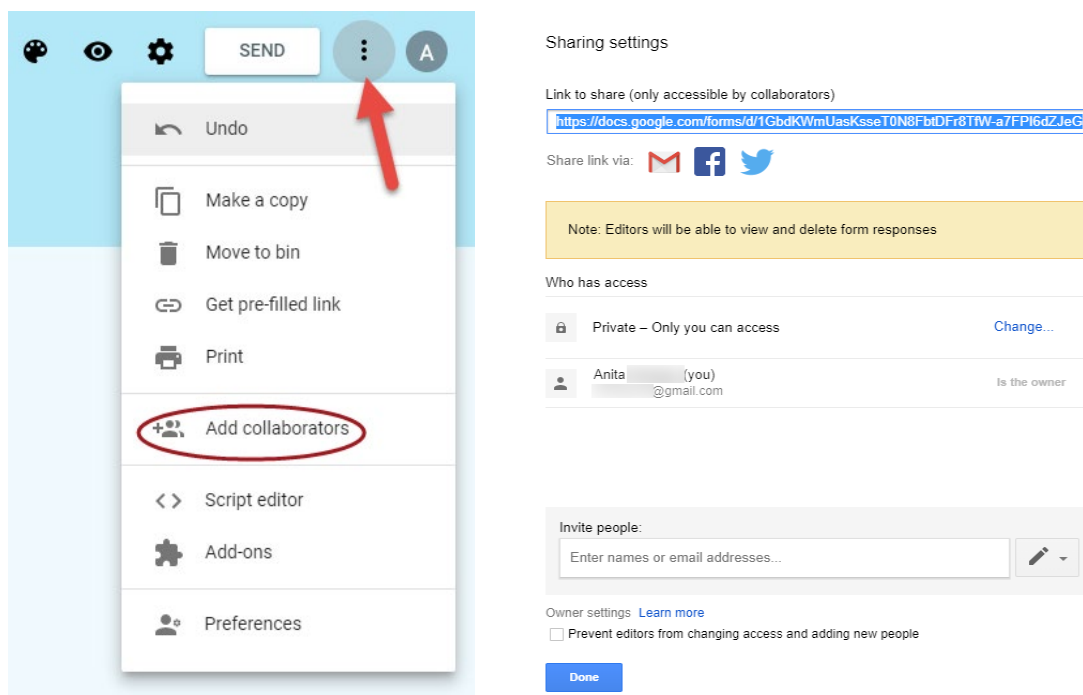 SEND
A
Undo
Make a copy
Move to bin
Get pre-filled link
Print
Add collaborators
Script editor
Add-ons
Preferences
Sharing settings
Link to share (only accessible by collaborators)
https://docs.google.com/forms/d/1GbdKWmUasKsseT0N8FbtDFr8TfW-a7FPl6dZJeG
Share link via:
Note: Editors will be able to view and delete form responses
Who has access
Private – Only you can access Change...
Anita (you)
@gmail.com
Is the owner
Invite people:
Enter names or email addresses...
Owner settings Learn more
Prevent editors from changing access and adding new people
Done